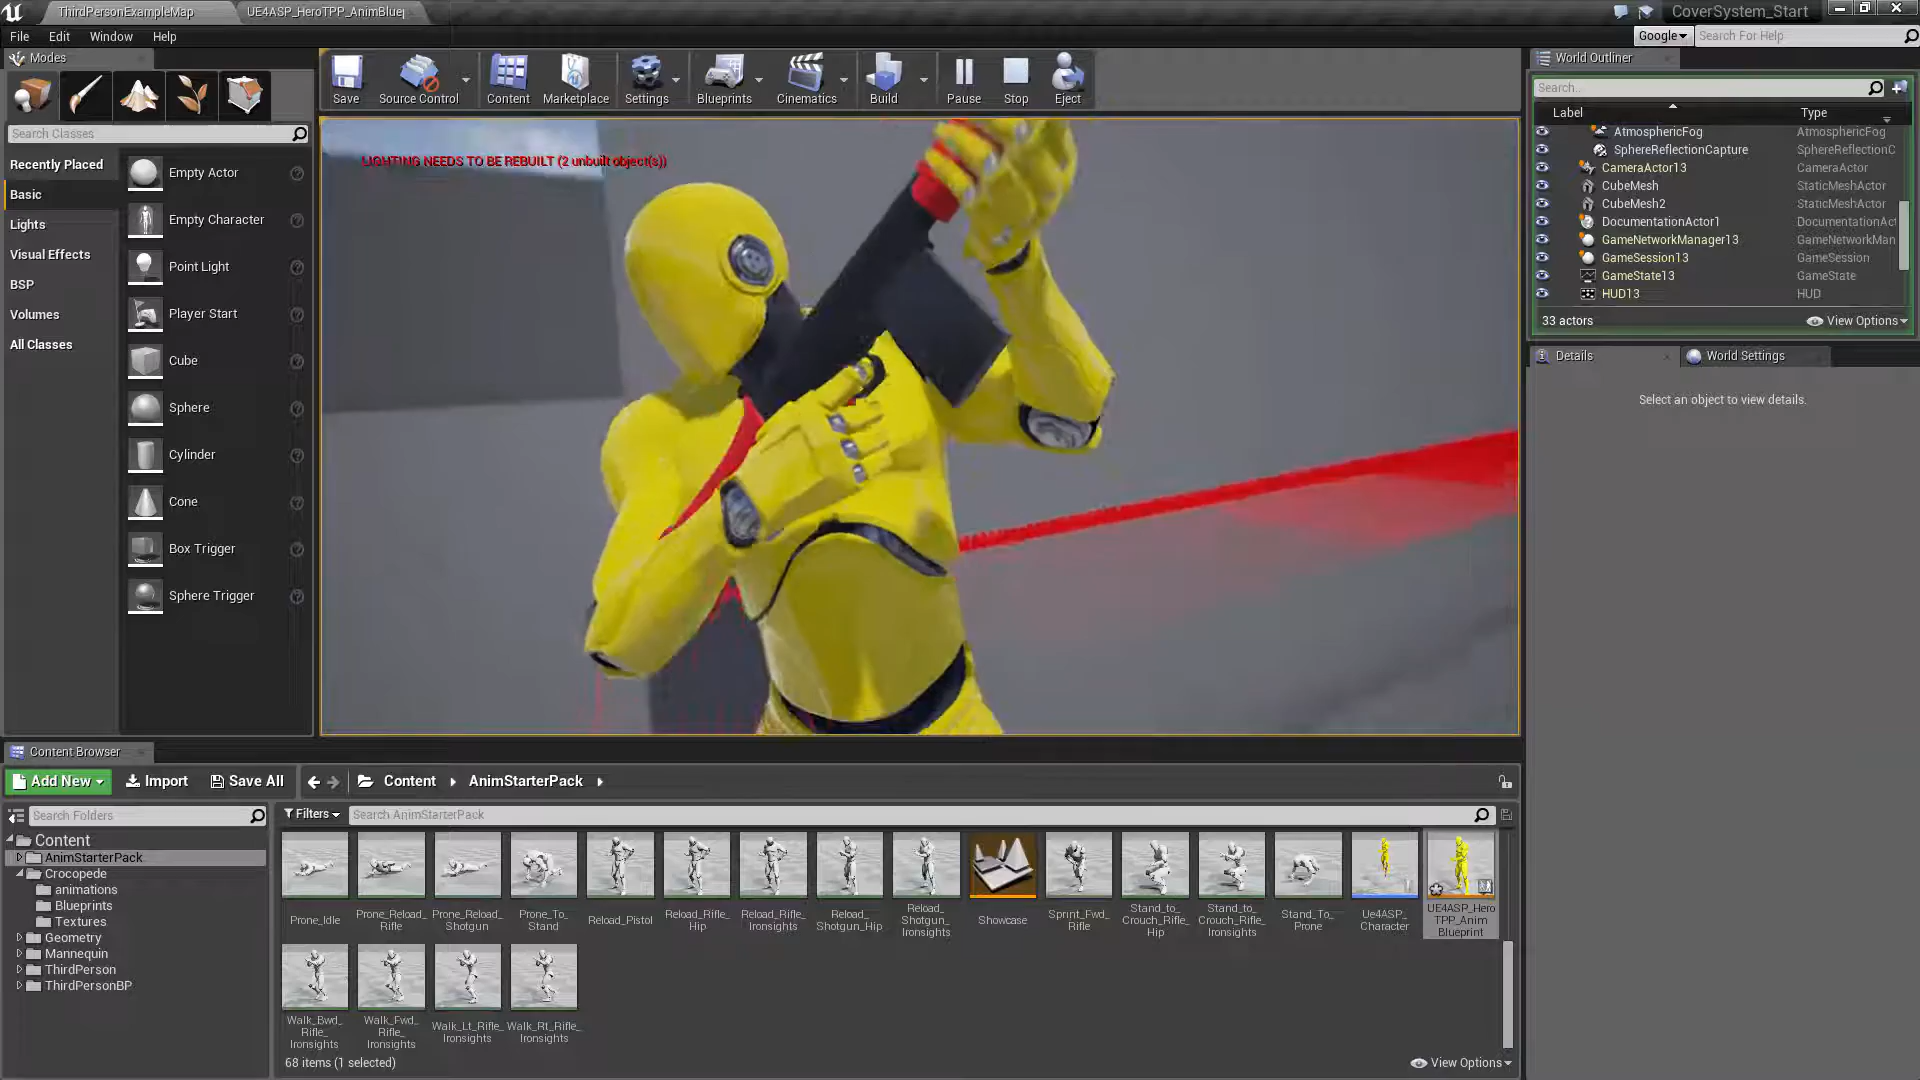 ThirdPersonExampleMap
UE4ASP_HeroTPP_AnimBluep
CoverSystem_Start
File Edit Window Help
Google
Search For Help
Modes
Search Classes
Recently Placed
Basic
Lights
Visual Effects
BSP
Volumes
All Classes
Empty Actor
Empty Character
Point Light
Player Start
Cube
Sphere
Cylinder
Cone
Box Trigger
Sphere Trigger
Save
Source Control
Content
Marketplace
Settings
Blueprints
Cinematics
Build
Pause
Stop
Eject
LIGHTING NEEDS TO BE REBUILT (2 unbuilt object(s))
World Outliner
Search..
Label Type
AtmosphericFog AtmosphericFog
SphereReflectionCapture SphereReflectionC
CameraActor13 CameraActor
CubeMesh StaticMeshActor
CubeMesh2 StaticMeshActor
DocumentationActor1 DocumentationAct
GameNetworkManager13 GameNetworkMan
GameSession13 GameSession
GameState13 GameState
HUD13 HUD
33 actors
View Options
Details
World Settings
Select an object to view details.
Content Browser
Add New
Import
Save All
Content
AnimStarterPack
Search Folders
Filters
Search AnimStarterPack
Content
AnimStarterPack
Crocopede
animations
Blueprints
Textures
Geometry
Mannequin
ThirdPerson
ThirdPersonBP
Prone_Idle
Prone_Reload_
Rifle
Prone_Reload_
Shotgun
Prone_To_
Stand
Reload_Pistol
Reload_Rifle_
Hip
Reload_Rifle_
Ironsights
Reload_
Shotgun_Hip
Reload_
Shotgun_
Ironsights
Showcase
Sprint_Fwd_
Rifle
Stand_to_
Crouch_Rifle_
Hip
Stand_to_
Crouch_Rifle_
Ironsights
Stand_To_
Prone
Ue4ASP_
Character
UE4ASP_Hero
TPP_Anim
Blueprint
Walk_Bwd_
Rifle_
Ironsights
Walk_Fwd_
Rifle_
Ironsights
Walk_Lt_Rifle_
Ironsights
Walk_Rt_Rifle_
Ironsights
68 items (1 selected)
View Options